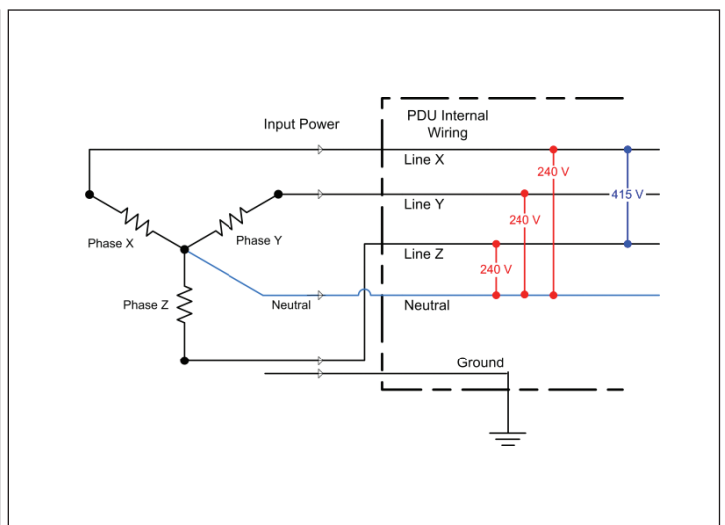 Input Power
PDU Internal
Wiring
Line X
240 V
Line Y
415 V
240 V
Phase X
Phase Y
Line Z
240 V
Phase Z
Neutral
Neutral
Ground